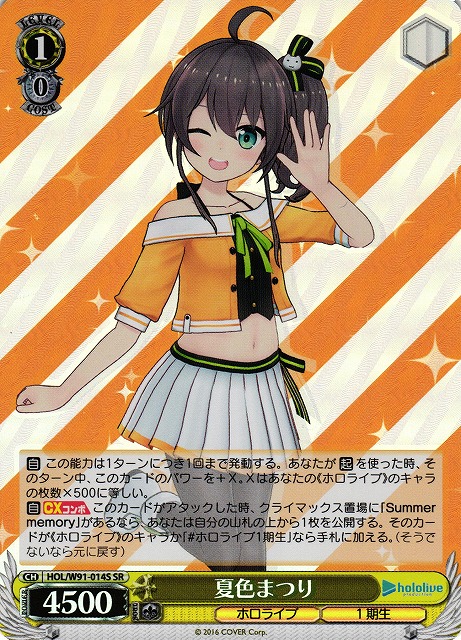 LEVEL
1
0
COST
自 この能力は1ターンにつき1回まで発動する。あなたが 起 を使った時、そ
のターン中、このカードのパワーを+X。Xはあなたの《ホロライブ》のキャラ
の枚数×500に等しい。
自 CXコンボ このカードがアタックした時、クライマックス置場に「Summer
memory」があるなら、あなたは自分の山札の上から1枚を公開する。そのカー
ドが《ホロライブ》のキャラか「#ホロライブ1期生」なら手札に加える。(そうで
ないなら元に戻す)
CH HOL/W91-014S SR
POWER
4500
夏色まつり
hololive
production
ホロライブ
1期生
© 2016 COVER Corp.